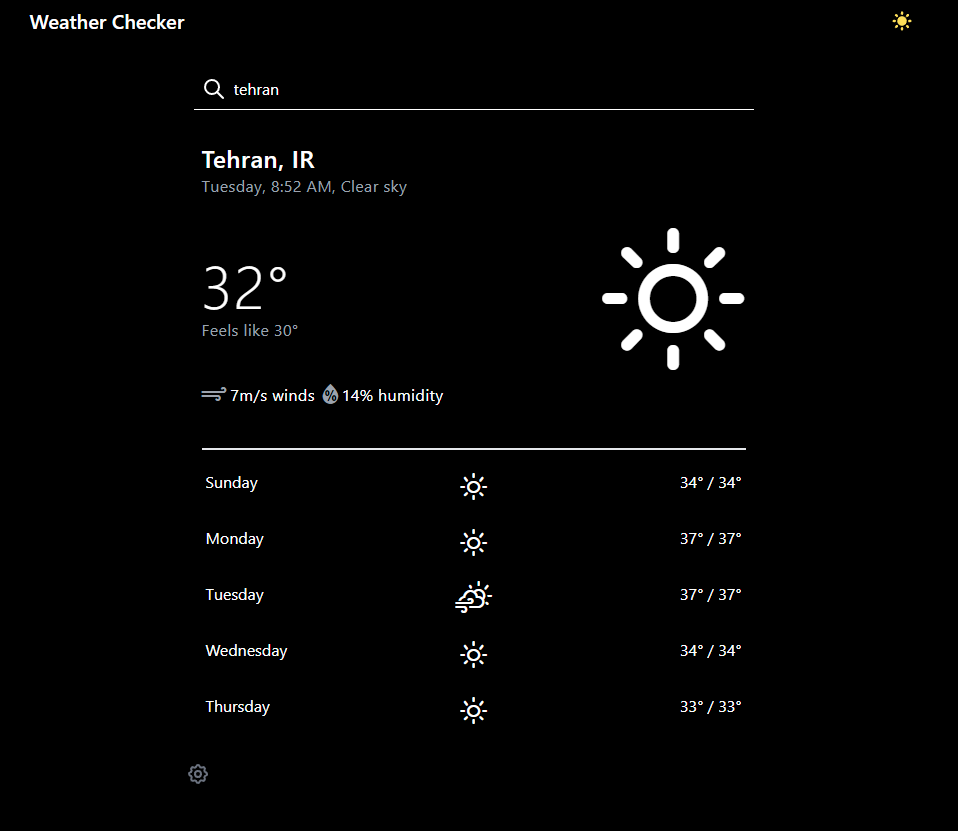 Weather Checker
tehran
Tehran, IR
Tuesday, 8:52 AM, Clear sky
32°
Feels like 30°
7m/s winds % 14% humidity
Sunday 34° / 34°
Monday 37° / 37°
Tuesday 37° / 37°
Wednesday 34° / 34°
Thursday 33° / 33°